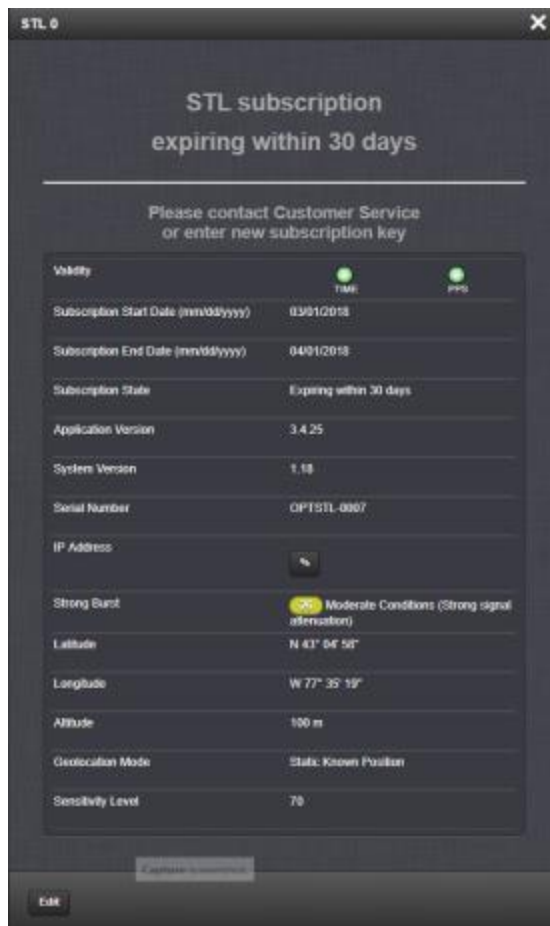 STL 0
STL subscription
expiring within 30 days
Please contact Customer Service
or enter new subscription key
Validity
TIME PPS
Subscription Start Date (mm/dd/yyyy) 03/01/2018
Subscription End Date (mm/dd/yyyy) 04/01/2018
Subscription State Expiring within 30 days
Application Version 3.4.25
System Version 1.18
Serial Number OPTSTL-0007
IP Address
Strong Burst Moderate Conditions (Strong signal
attenuation)
Latitude N 43° 04' 58"
Longitude W 77° 35' 19"
Altitude 100 m
Geolocation Mode Static Known Position
Sensitivity Level 70
Capture
Edit